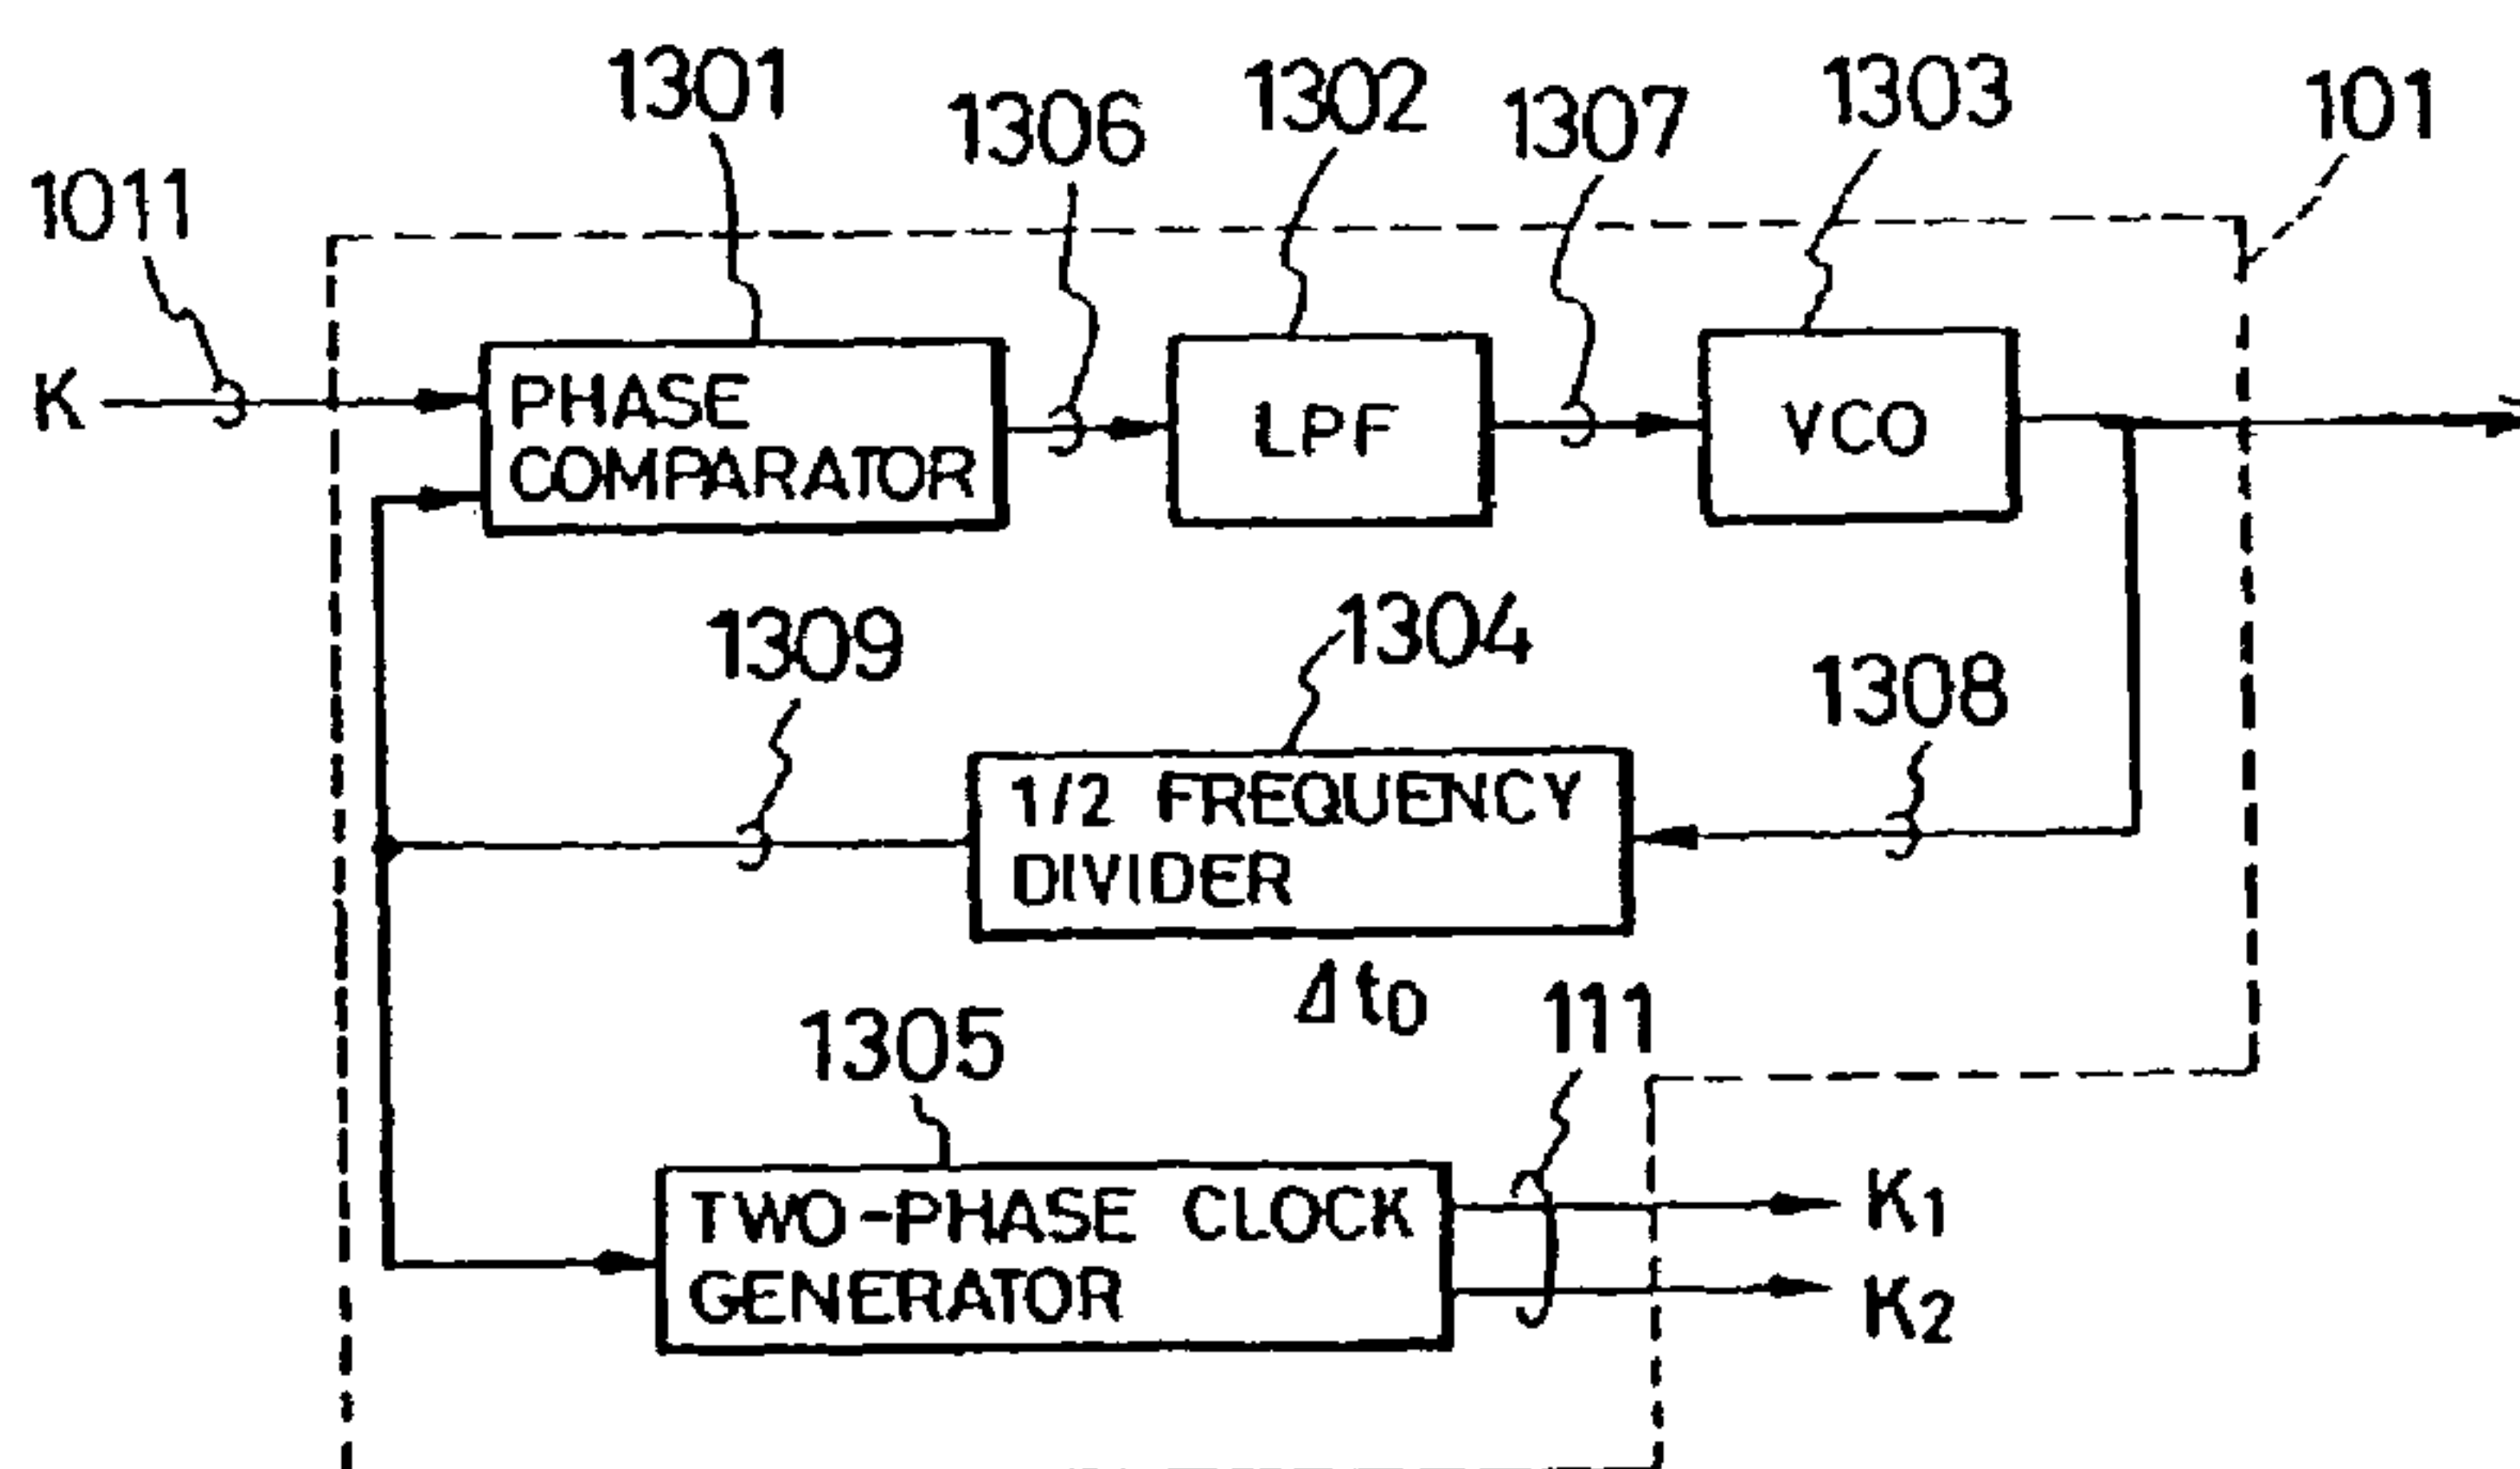 1301
1306
1302
1307
1303
101
1011
K
PHASE
COMPARATOR
LPF
VCO
1309
1304
1308
1/2 FREQUENCY
DIVIDER
Δt0
111
1305
TWO-PHASE CLOCK
GENERATOR
K1
K2